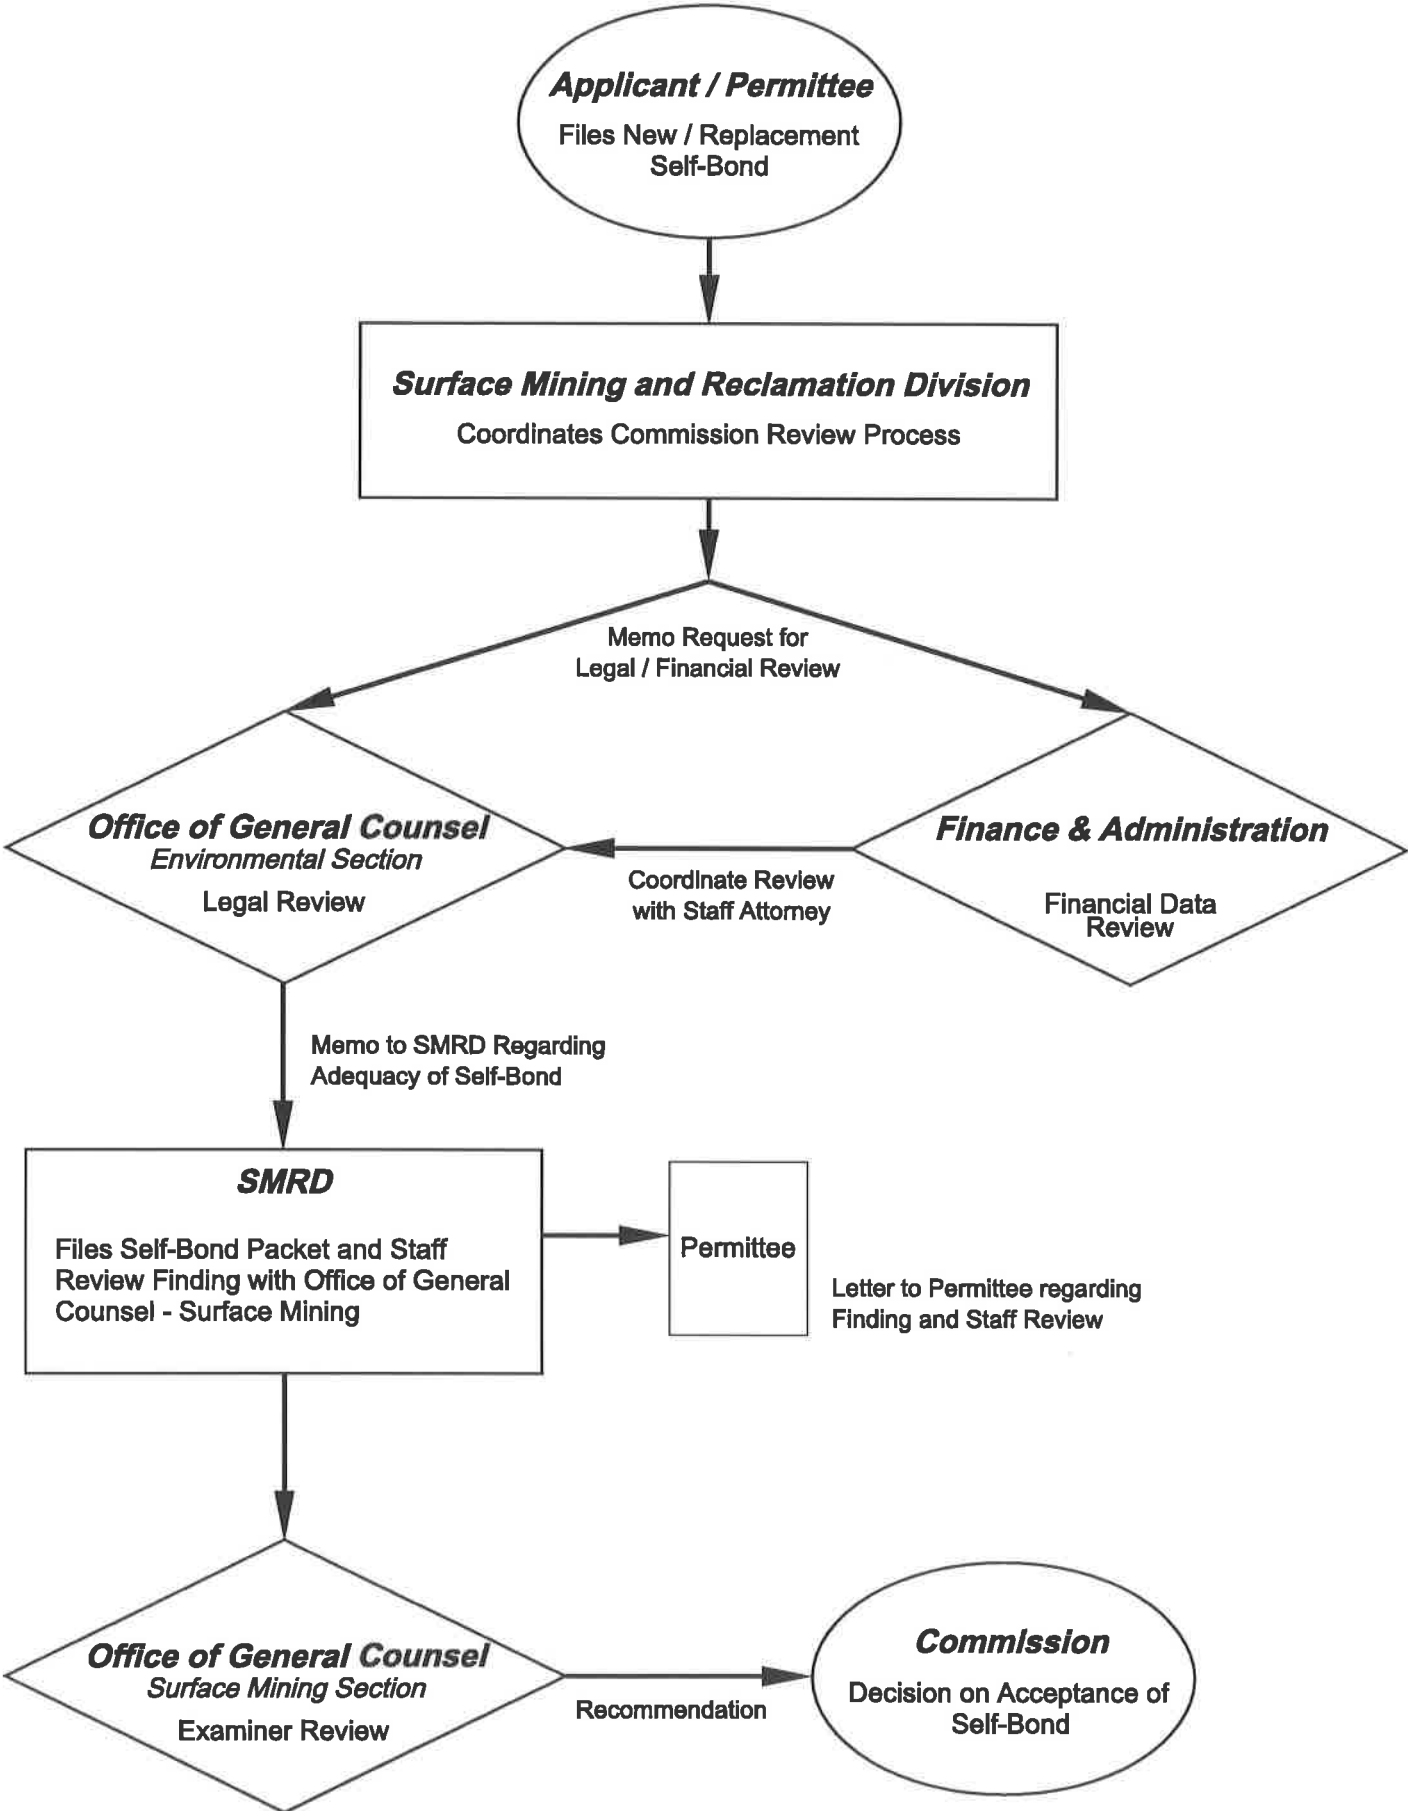 Applicant / Permittee
Files New / Replacement
Self-Bond
Surface Mining and Reclamation Division
Coordinates Commission Review Process
Memo Request for
Legal / Financial Review
Office of General Counsel
Environmental Section
Legal Review
Coordinate Review
with Staff Attorney
Finance & Administration
Financial Data
Review
Memo to SMRD Regarding
Adequacy of Self-Bond
SMRD
Files Self-Bond Packet and Staff
Review Finding with Office of General
Counsel - Surface Mining
Permittee
Letter to Permittee regarding
Finding and Staff Review
Office of General Counsel
Surface Mining Section
Examiner Review
Recommendation
Commission
Decision on Acceptance of
Self-Bond